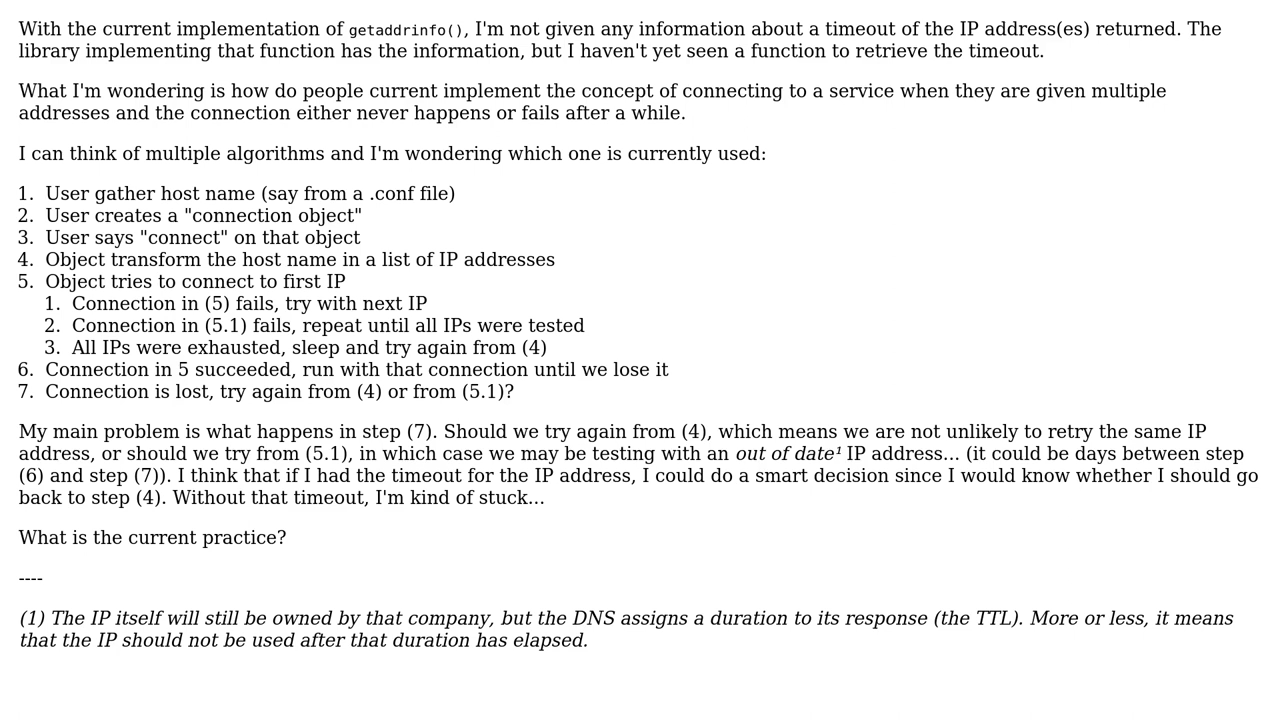 With the current implementation of getaddrinfo(), I'm not given any information about a timeout of the IP address(es) returned. The
library implementing that function has the information, but I haven't yet seen a function to retrieve the timeout.
What I'm wondering is how do people current implement the concept of connecting to a service when they are given multiple
addresses and the connection either never happens or fails after a while.
I can think of multiple algorithms and I'm wondering which one is currently used:
1. User gather host name (say from a .conf file)
2. User creates a "connection object"
3. User says "connect" on that object
4. Object transform the host name in a list of IP addresses
5. Object tries to connect to first IP
1. Connection in (5) fails, try with next IP
2. Connection in (5.1) fails, repeat until all IPs were tested
3. All IPs were exhausted, sleep and try again from (4)
6. Connection in 5 succeeded, run with that connection until we lose it
7. Connection is lost, try again from (4) or from (5.1)?
My main problem is what happens in step (7). Should we try again from (4), which means we are not unlikely to retry the same IP
address, or should we try from (5.1), in which case we may be testing with an out of date¹ IP address... (it could be days between step
(6) and step (7)). I think that if I had the timeout for the IP address, I could do a smart decision since I would know whether I should go
back to step (4). Without that timeout, I'm kind of stuck...
What is the current practice?
----
(1) The IP itself will still be owned by that company, but the DNS assigns a duration to its response (the TTL). More or less, it means
that the IP should not be used after that duration has elapsed.